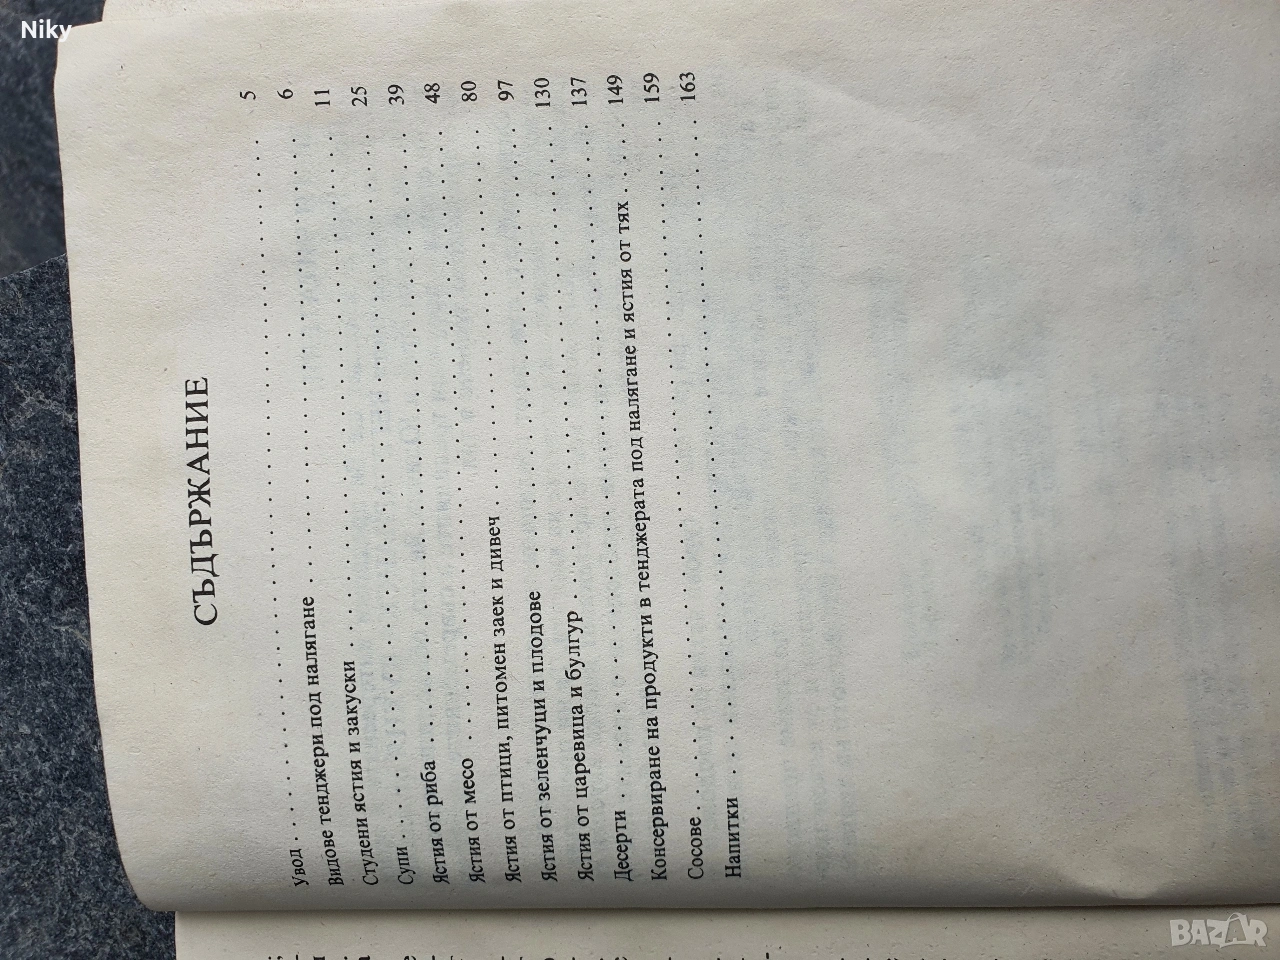 Niky
СЪДЪРЖАНИЕ
Увод . . . . . . . . . . 5
Видове тенджери под налягане . . . . . . . . . . 6
Студени ястия и закуски . . . . . . . . . . 11
Супи . . . . . . . . . . 25
Ястия от риба . . . . . . . . . . 39
Ястия от месо . . . . . . . . . . 48
Ястия от птици, питомен заек и дивеч . . . . . . . . . . 80
Ястия от зеленчуци и плодове . . . . . . . . . . 97
Ястия от царевица и булгур . . . . . . . . . . 130
Десерти . . . . . . . . . . 137
Консервиране на продукти в тенджерата под налягане и ястия от тях . . . . . 149
Сосове . . . . . . . . . . 159
Напитки . . . . . . . . . . 163
BAZAR